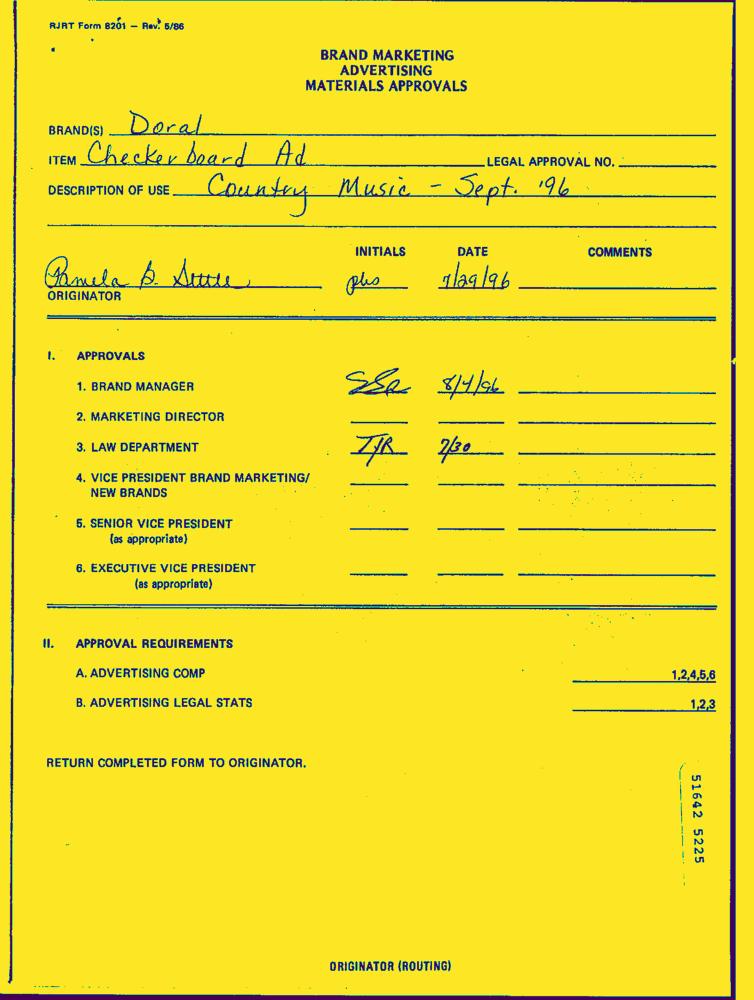 RJRT Form 8201 — Rev. 5/86
BRAND MARKETING
ADVERTISING
MATERIALS APPROVALS
BRAND(S) Doral
ITEM Checkerboard Ad LEGAL APPROVAL NO.
DESCRIPTION OF USE Country Music - Sept. '96
INITIALS DATE COMMENTS
Pamela B. pbs 7/29/96
ORIGINATOR
I. APPROVALS
1. BRAND MANAGER 8/4/96
2. MARKETING DIRECTOR
3. LAW DEPARTMENT TJR 7/30
4. VICE PRESIDENT BRAND MARKETING/
NEW BRANDS
5. SENIOR VICE PRESIDENT
(as appropriate)
6. EXECUTIVE VICE PRESIDENT
(as appropriate)
II. APPROVAL REQUIREMENTS
A. ADVERTISING COMP 1,2,4,5,6
B. ADVERTISING LEGAL STATS 1,2,3
RETURN COMPLETED FORM TO ORIGINATOR.
51642 5225
ORIGINATOR (ROUTING)